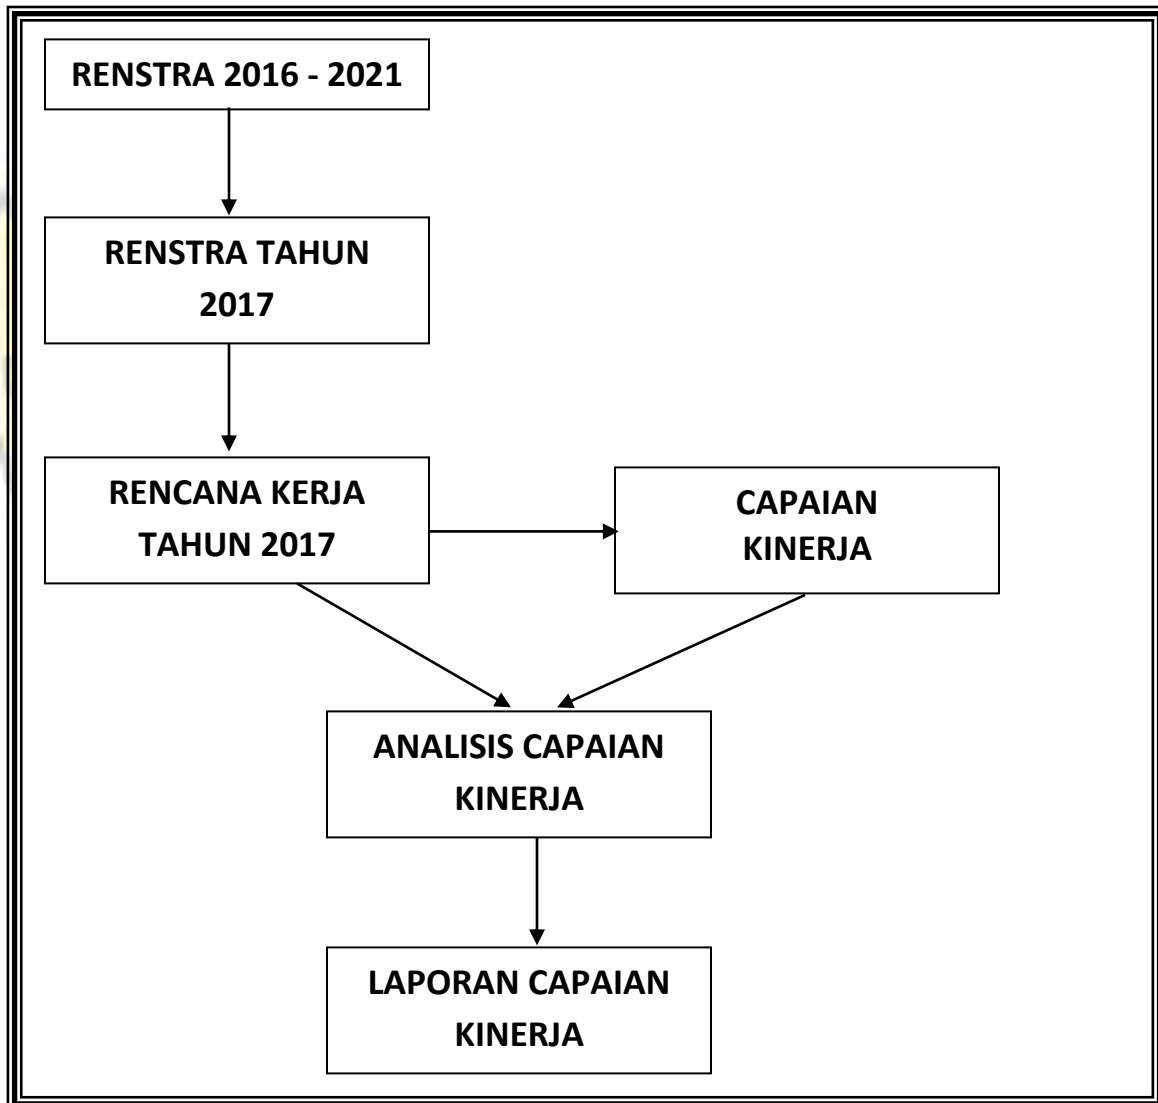 RENSTRA 2016 - 2021
RENSTRA TAHUN
2017
RENCANA KERJA
TAHUN 2017
CAPAIAN
KINERJA
ANALISIS CAPAIAN
KINERJA
LAPORAN CAPAIAN
KINERJA